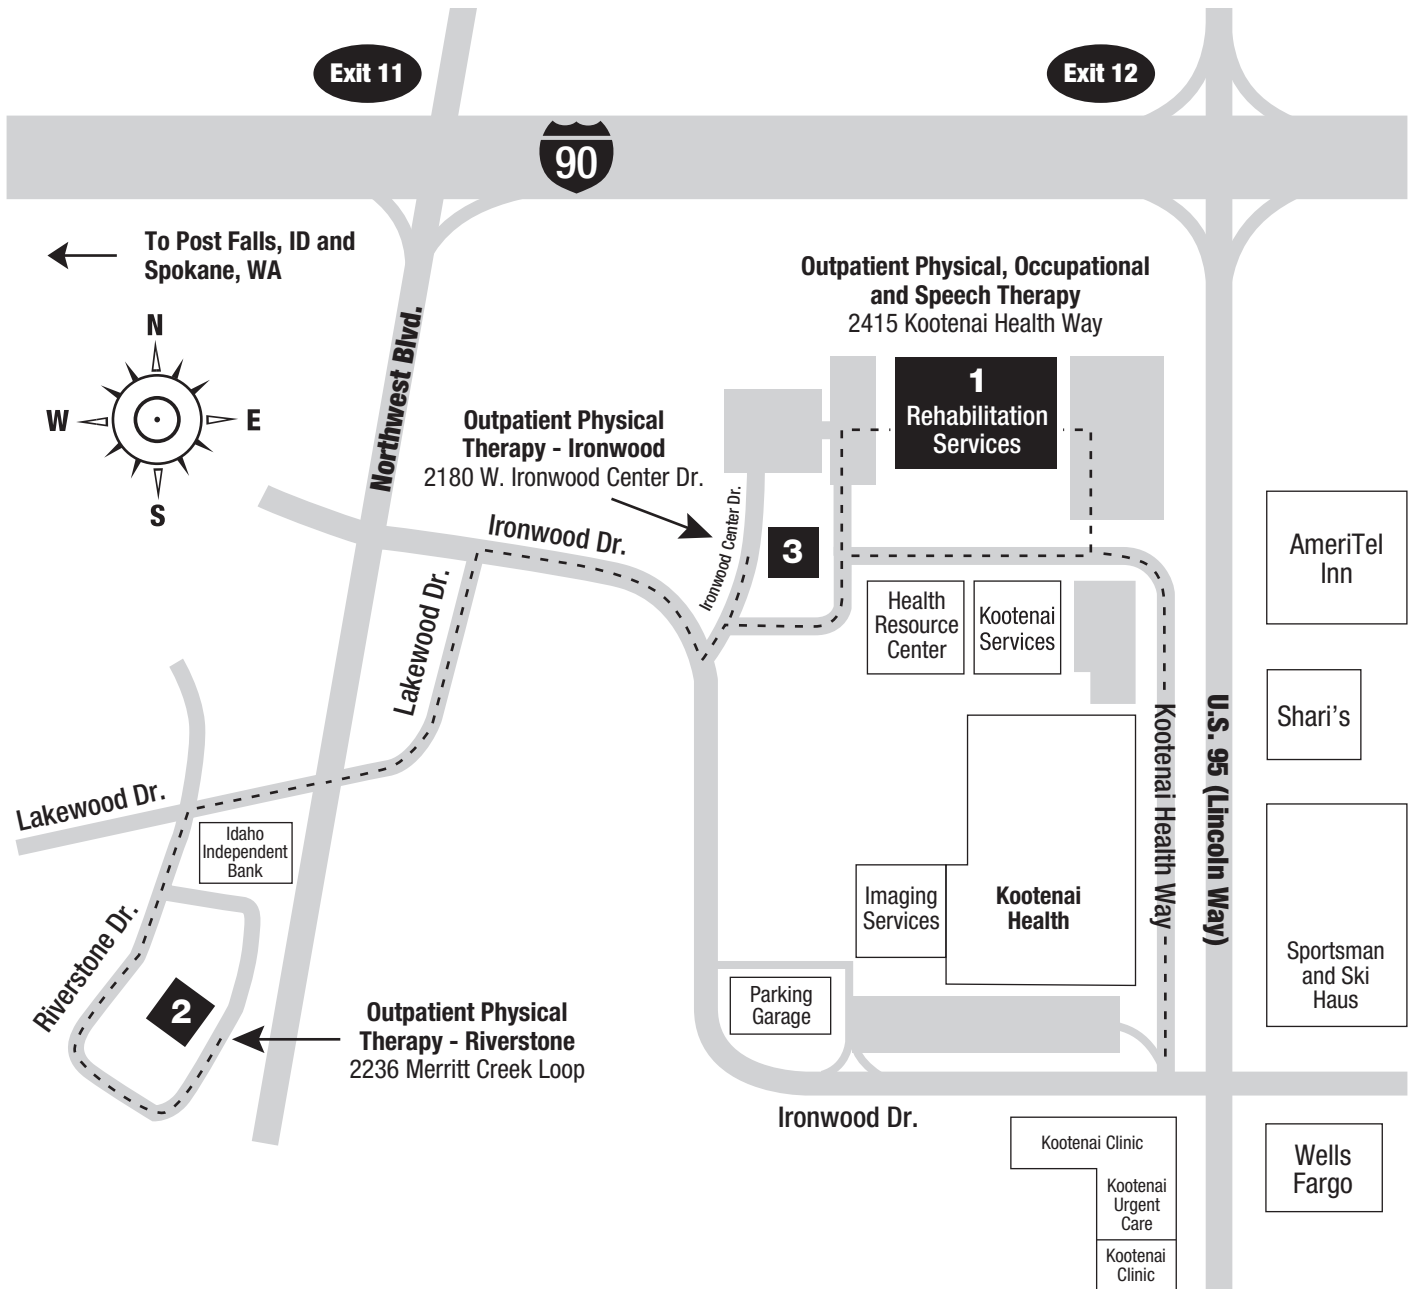 Exit 11
Exit 12
90
To Post Falls, ID and
Spokane, WA
N
W
E
S
Northwest Blvd.
Outpatient Physical, Occupational
and Speech Therapy
2415 Kootenai Health Way
1
Rehabilitation
Services
Outpatient Physical
Therapy - Ironwood
2180 W. Ironwood Center Dr.
Ironwood Dr.
Ironwood Center Dr.
3
AmeriTel
Inn
Health
Resource
Center
Kootenai
Services
Lakewood Dr.
Shari's
Kootenai Health Way
U.S. 95 (Lincoln Way)
Lakewood Dr.
Idaho
Independent
Bank
Imaging
Services
Kootenai
Health
Riverstone Dr.
2
Outpatient Physical
Therapy - Riverstone
2236 Merritt Creek Loop
Parking
Garage
Sportsman
and Ski
Haus
Ironwood Dr.
Kootenai Clinic
Kootenai
Urgent
Care
Kootenai
Clinic
Wells
Fargo